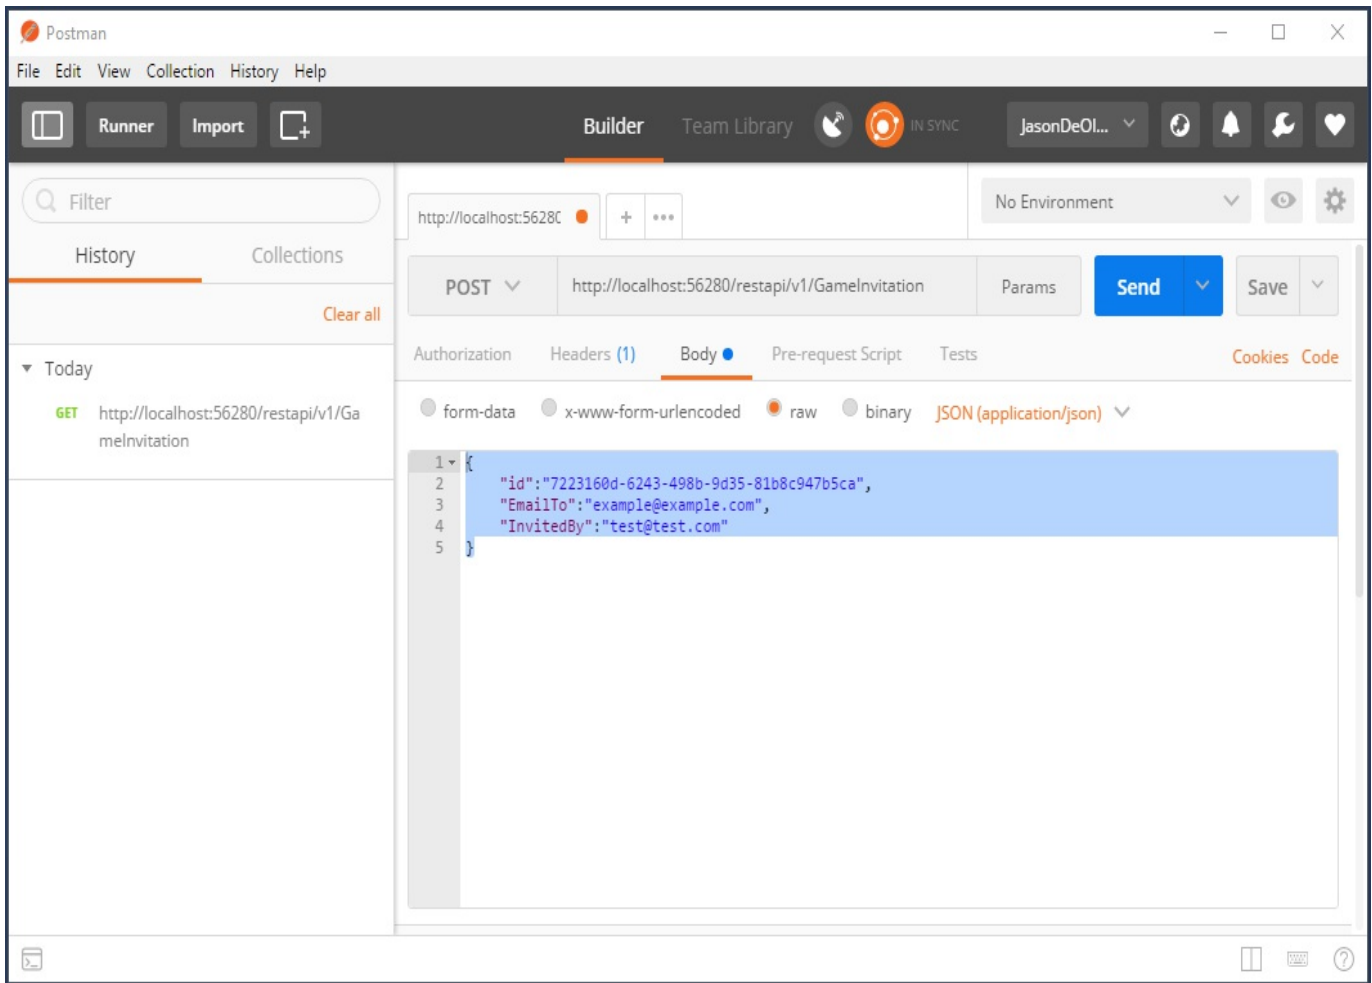 Postman
File Edit View Collection History Help
Runner Import Builder Team Library IN SYNC JasonDeOl...
Filter
History Collections
Clear all
Today
GET http://localhost:56280/restapi/v1/Ga
meInvitation
http://localhost:5628C + •••
No Environment
POST http://localhost:56280/restapi/v1/GameInvitation Params Send Save
Authorization Headers (1) Body Pre-request Script Tests Cookies Code
form-data x-www-form-urlencoded raw binary JSON (application/json)
1 {
2 "id":"7223160d-6243-498b-9d35-81b8c947b5ca",
3 "EmailTo":"example@example.com",
4 "InvitedBy":"test@test.com"
5 }